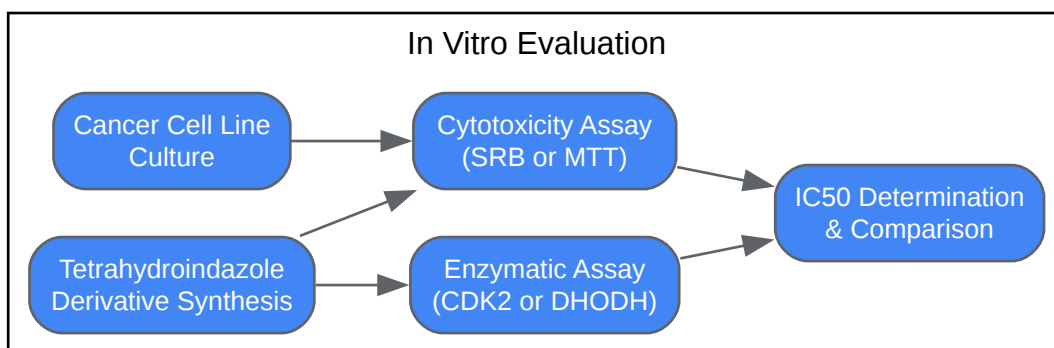 In Vitro Evaluation
Cancer Cell Line
Culture
Cytotoxicity Assay
(SRB or MTT)
IC50 Determination
& Comparison
Tetrahydroindazole
Derivative Synthesis
Enzymatic Assay
(CDK2 or DHODH)